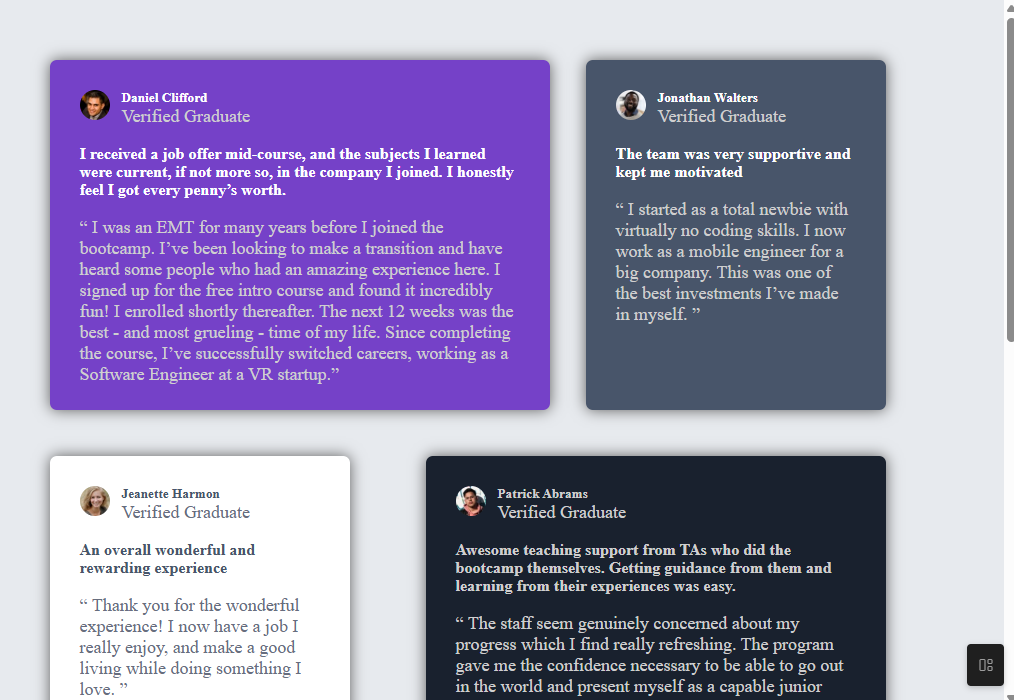 Daniel Clifford
Verified Graduate
I received a job offer mid-course, and the subjects I learned
were current, if not more so, in the company I joined. I honestly
feel I got every penny’s worth.
“ I was an EMT for many years before I joined the
bootcamp. I’ve been looking to make a transition and have
heard some people who had an amazing experience here. I
signed up for the free intro course and found it incredibly
fun! I enrolled shortly thereafter. The next 12 weeks was the
best - and most grueling - time of my life. Since completing
the course, I’ve successfully switched careers, working as a
Software Engineer at a VR startup.”
Jonathan Walters
Verified Graduate
The team was very supportive and
kept me motivated
“ I started as a total newbie with
virtually no coding skills. I now
work as a mobile engineer for a
big company. This was one of
the best investments I’ve made
in myself. ”
Jeanette Harmon
Verified Graduate
An overall wonderful and
rewarding experience
“ Thank you for the wonderful
experience! I now have a job I
really enjoy, and make a good
living while doing something I
love. ”
Patrick Abrams
Verified Graduate
Awesome teaching support from TAs who did the
bootcamp themselves. Getting guidance from them and
learning from their experiences was easy.
“ The staff seem genuinely concerned about my
progress which I find really refreshing. The program
gave me the confidence necessary to be able to go out
in the world and present myself as a capable junior